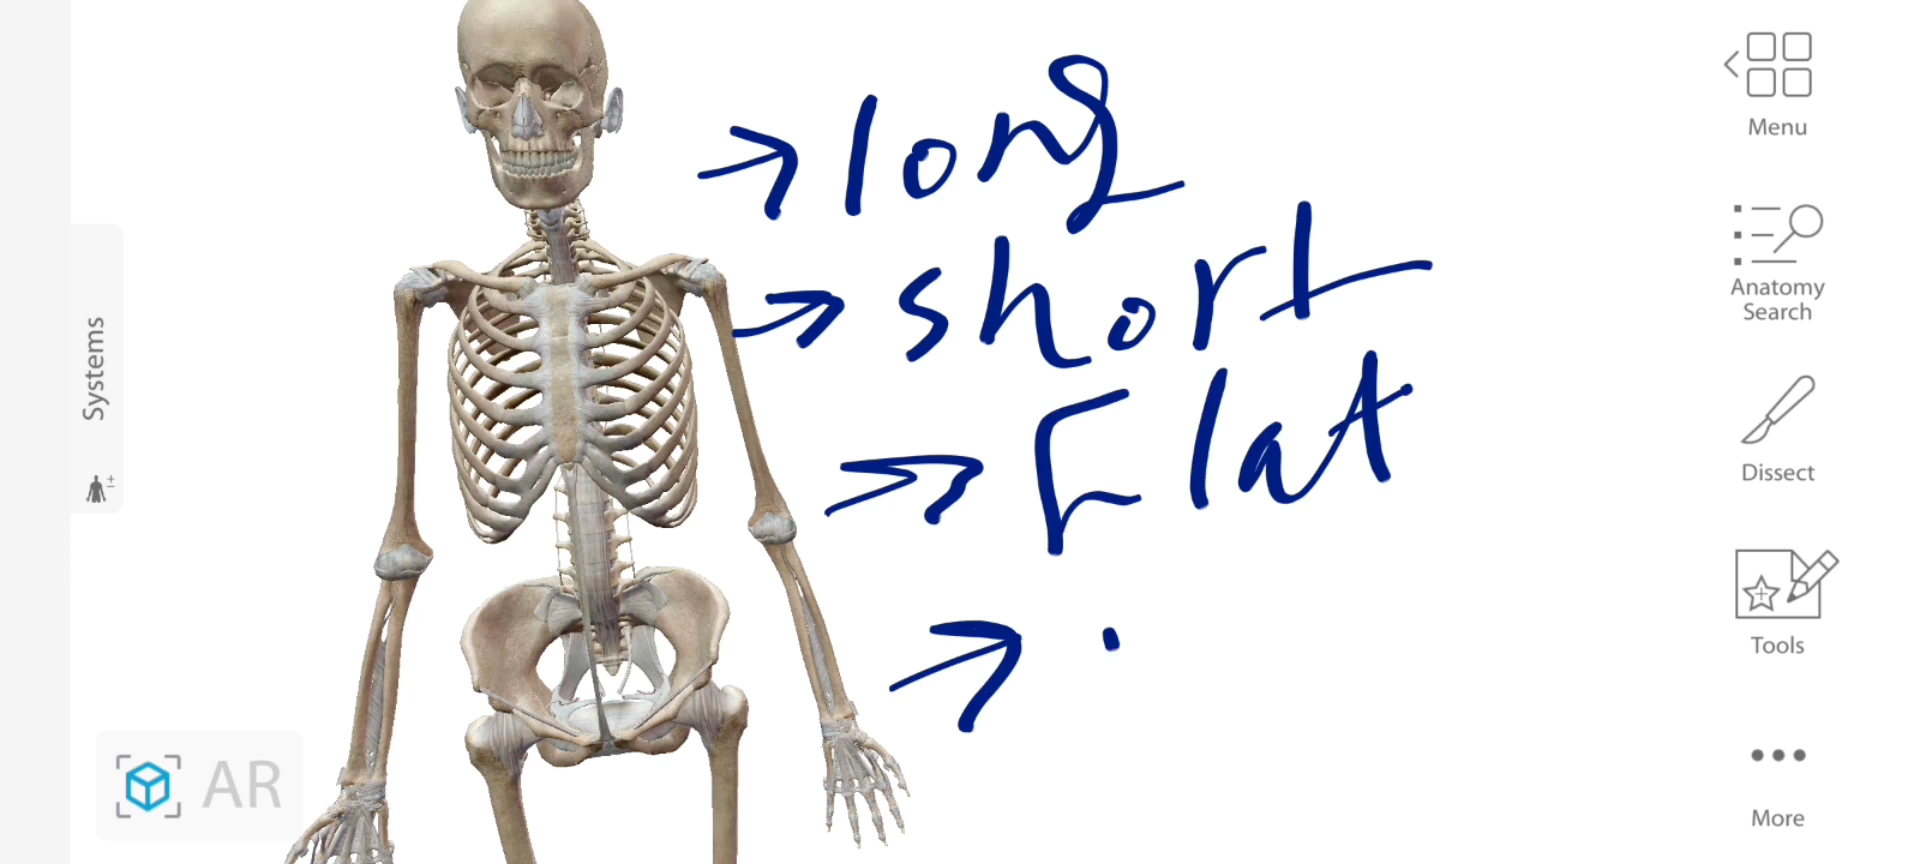 → long
→ short
→ flat
→
Systems
AR
Menu
Anatomy
Search
Dissect
Tools
More